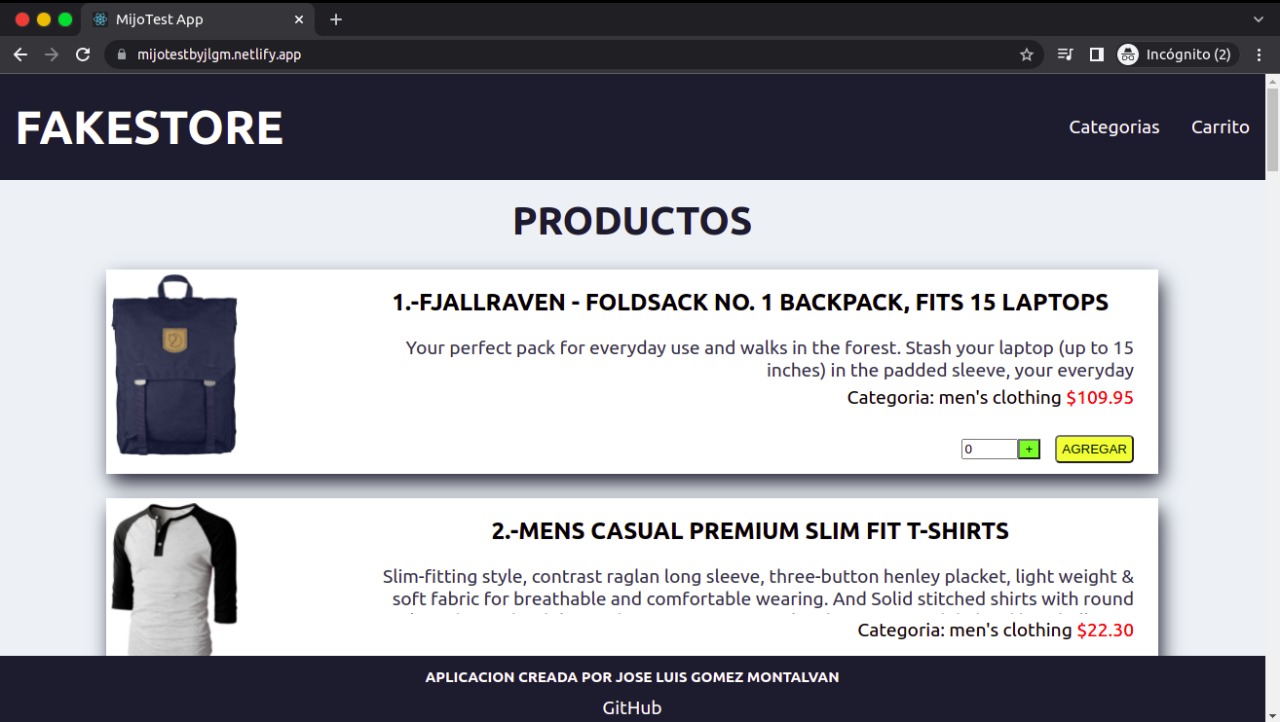 MijoTest App
mijotestbyjlgm.netlify.app
Incógnito (2)
FAKESTORE
Categorias
Carrito
PRODUCTOS
1.-FJALLRAVEN - FOLDSACK NO. 1 BACKPACK, FITS 15 LAPTOPS
Your perfect pack for everyday use and walks in the forest. Stash your laptop (up to 15
inches) in the padded sleeve, your everyday
Categoria: men's clothing $109.95
0 + AGREGAR
2.-MENS CASUAL PREMIUM SLIM FIT T-SHIRTS
Slim-fitting style, contrast raglan long sleeve, three-button henley placket, light weight &
soft fabric for breathable and comfortable wearing. And Solid stitched shirts with round
Categoria: men's clothing $22.30
APLICACION CREADA POR JOSE LUIS GOMEZ MONTALVAN
GitHub